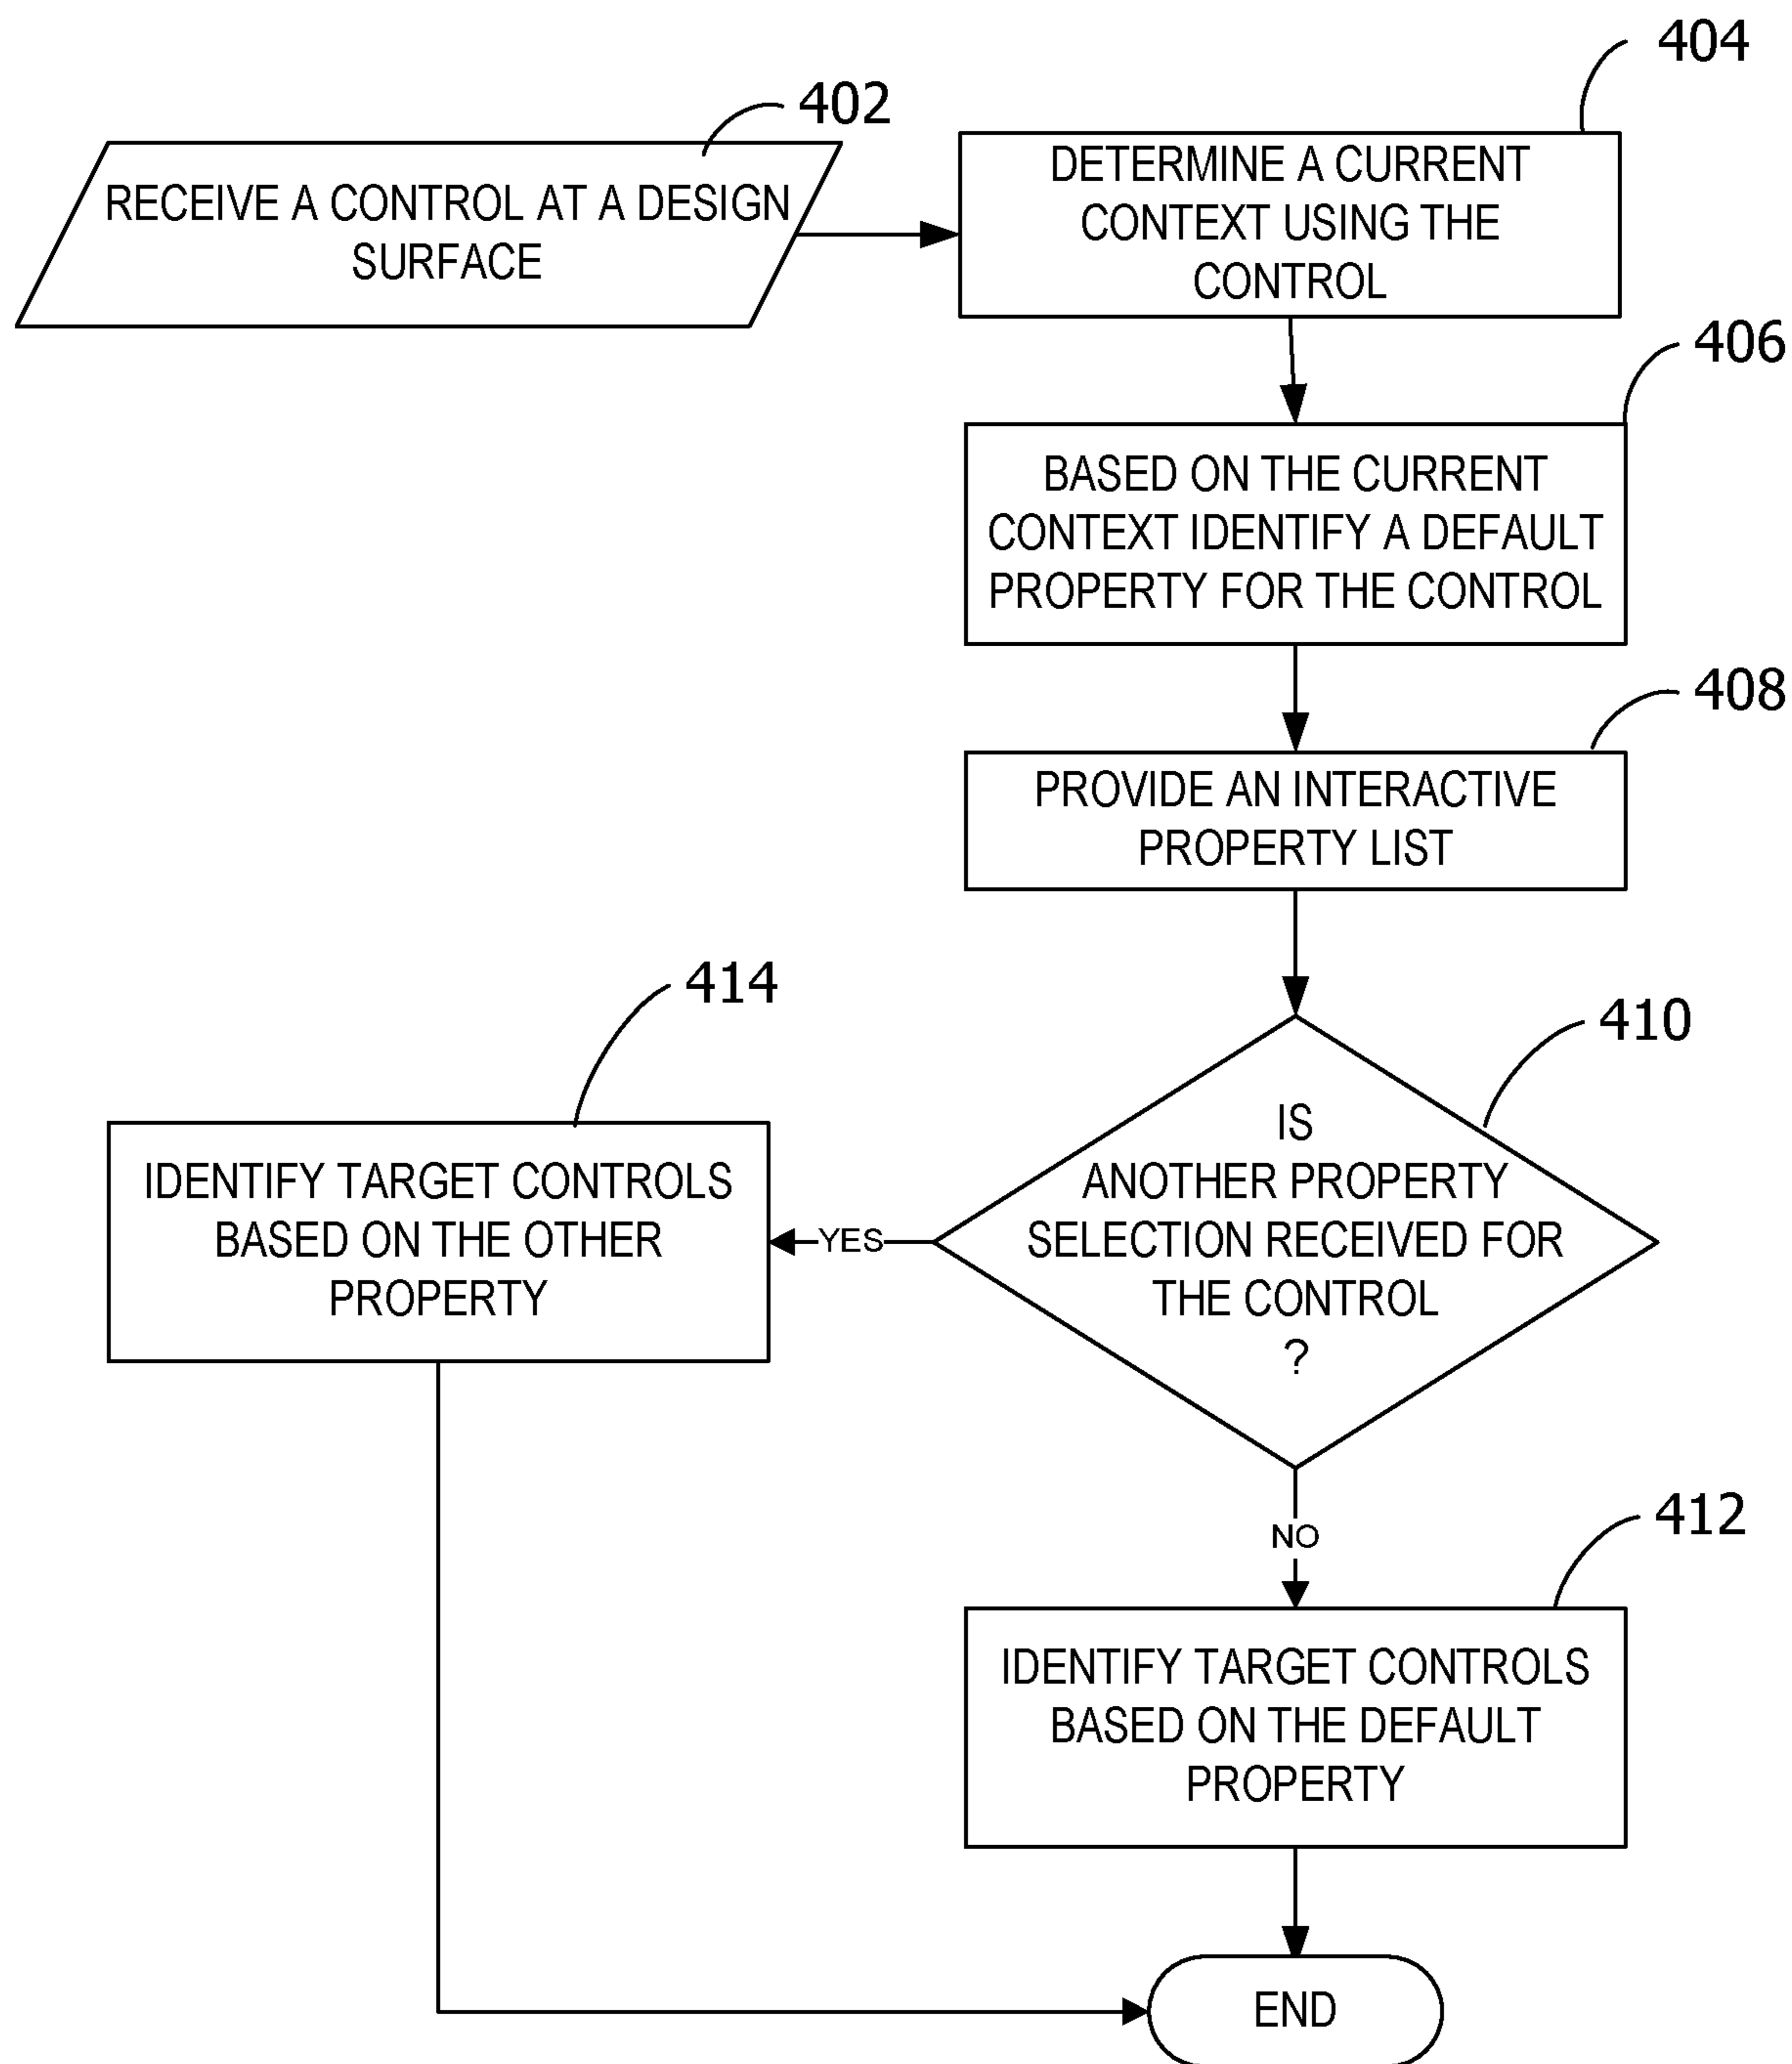 404
402
RECEIVE A CONTROL AT A DESIGN
SURFACE
DETERMINE A CURRENT
CONTEXT USING THE
CONTROL
406
BASED ON THE CURRENT
CONTEXT IDENTIFY A DEFAULT
PROPERTY FOR THE CONTROL
408
PROVIDE AN INTERACTIVE
PROPERTY LIST
414
410
IS
ANOTHER PROPERTY
SELECTION RECEIVED FOR
THE CONTROL
?
YES
IDENTIFY TARGET CONTROLS
BASED ON THE OTHER
PROPERTY
NO
412
IDENTIFY TARGET CONTROLS
BASED ON THE DEFAULT
PROPERTY
END